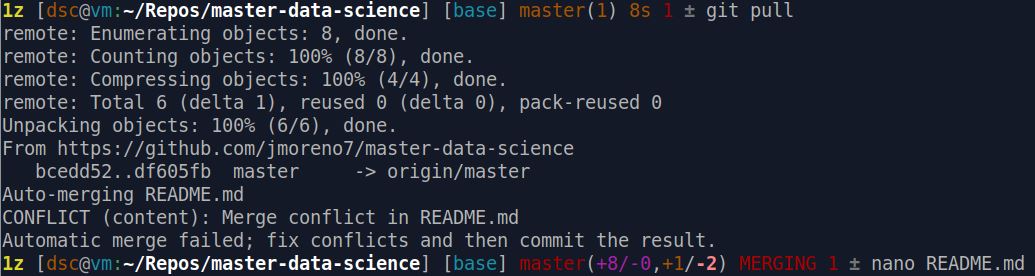 1z [dsc@vm:~/Repos/master-data-science] [base] master(1) 8s 1 ± git pull
remote: Enumerating objects: 8, done.
remote: Counting objects: 100% (8/8), done.
remote: Compressing objects: 100% (4/4), done.
remote: Total 6 (delta 1), reused 0 (delta 0), pack-reused 0
Unpacking objects: 100% (6/6), done.
From https://github.com/jmoreno7/master-data-science
   bcedd52..df605fb  master     -> origin/master
Auto-merging README.md
CONFLICT (content): Merge conflict in README.md
Automatic merge failed; fix conflicts and then commit the result.
1z [dsc@vm:~/Repos/master-data-science] [base] master(+8/-0,+1/-2) MERGING 1 ± nano README.md